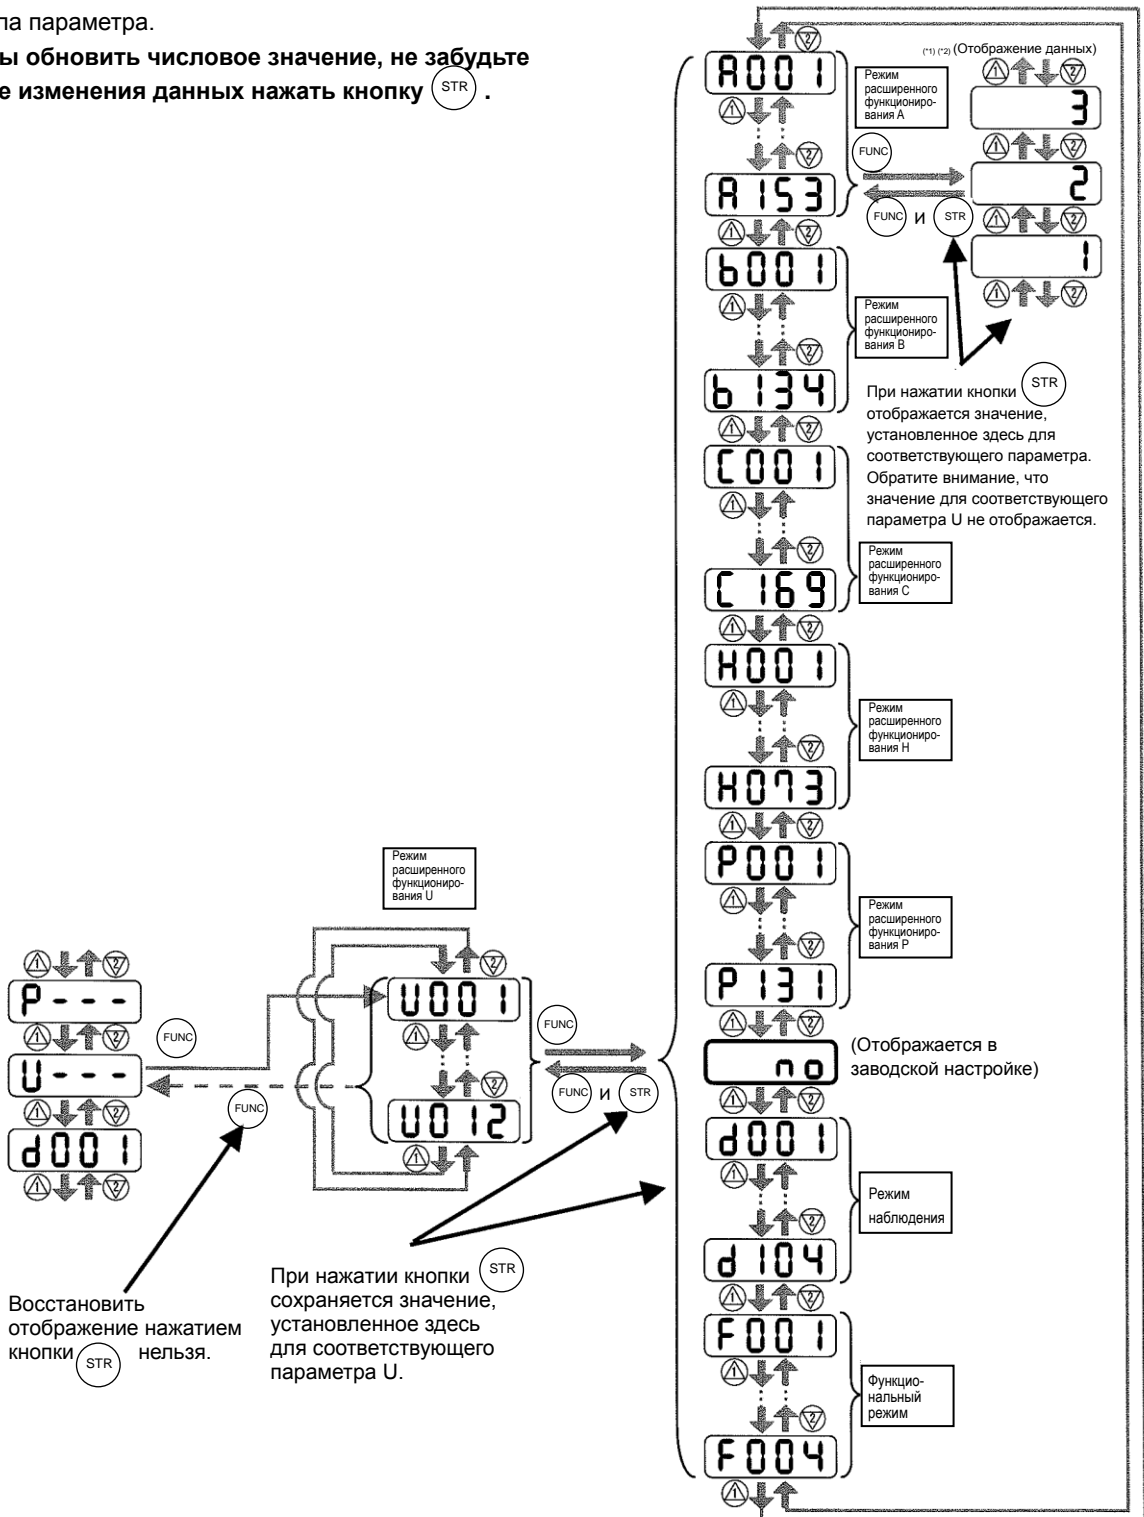 па параметра.
ы обновить числовое значение, не забудьте
е изменения данных нажать кнопку STR .
(*1) (*2) (Отображение данных)
A001
Режим
расширенного
функциониро-
вания A
3
FUNC
2
A153
FUNC и STR
1
b001
Режим
расширенного
функциониро-
вания B
b134
При нажатии кнопки STR
отображается значение,
установленное здесь для
соответствующего параметра.
Обратите внимание, что
значение для соответствующего
параметра U не отображается.
C001
Режим
расширенного
функциониро-
вания C
C169
H001
Режим
расширенного
функциониро-
вания H
H073
P001
Режим
расширенного
функциониро-
вания P
P131
Режим
расширенного
функциониро-
вания U
P---
U001
FUNC
FUNC
no
(Отображается в
заводской настройке)
U---
FUNC
FUNC и STR
U012
d001
d001
Режим
наблюдения
d104
Восстановить
отображение нажатием
кнопки STR нельзя.
При нажатии кнопки STR
сохраняется значение,
установленное здесь
для соответствующего
параметра U.
F001
Функцио-
нальный
режим
F004
1
2